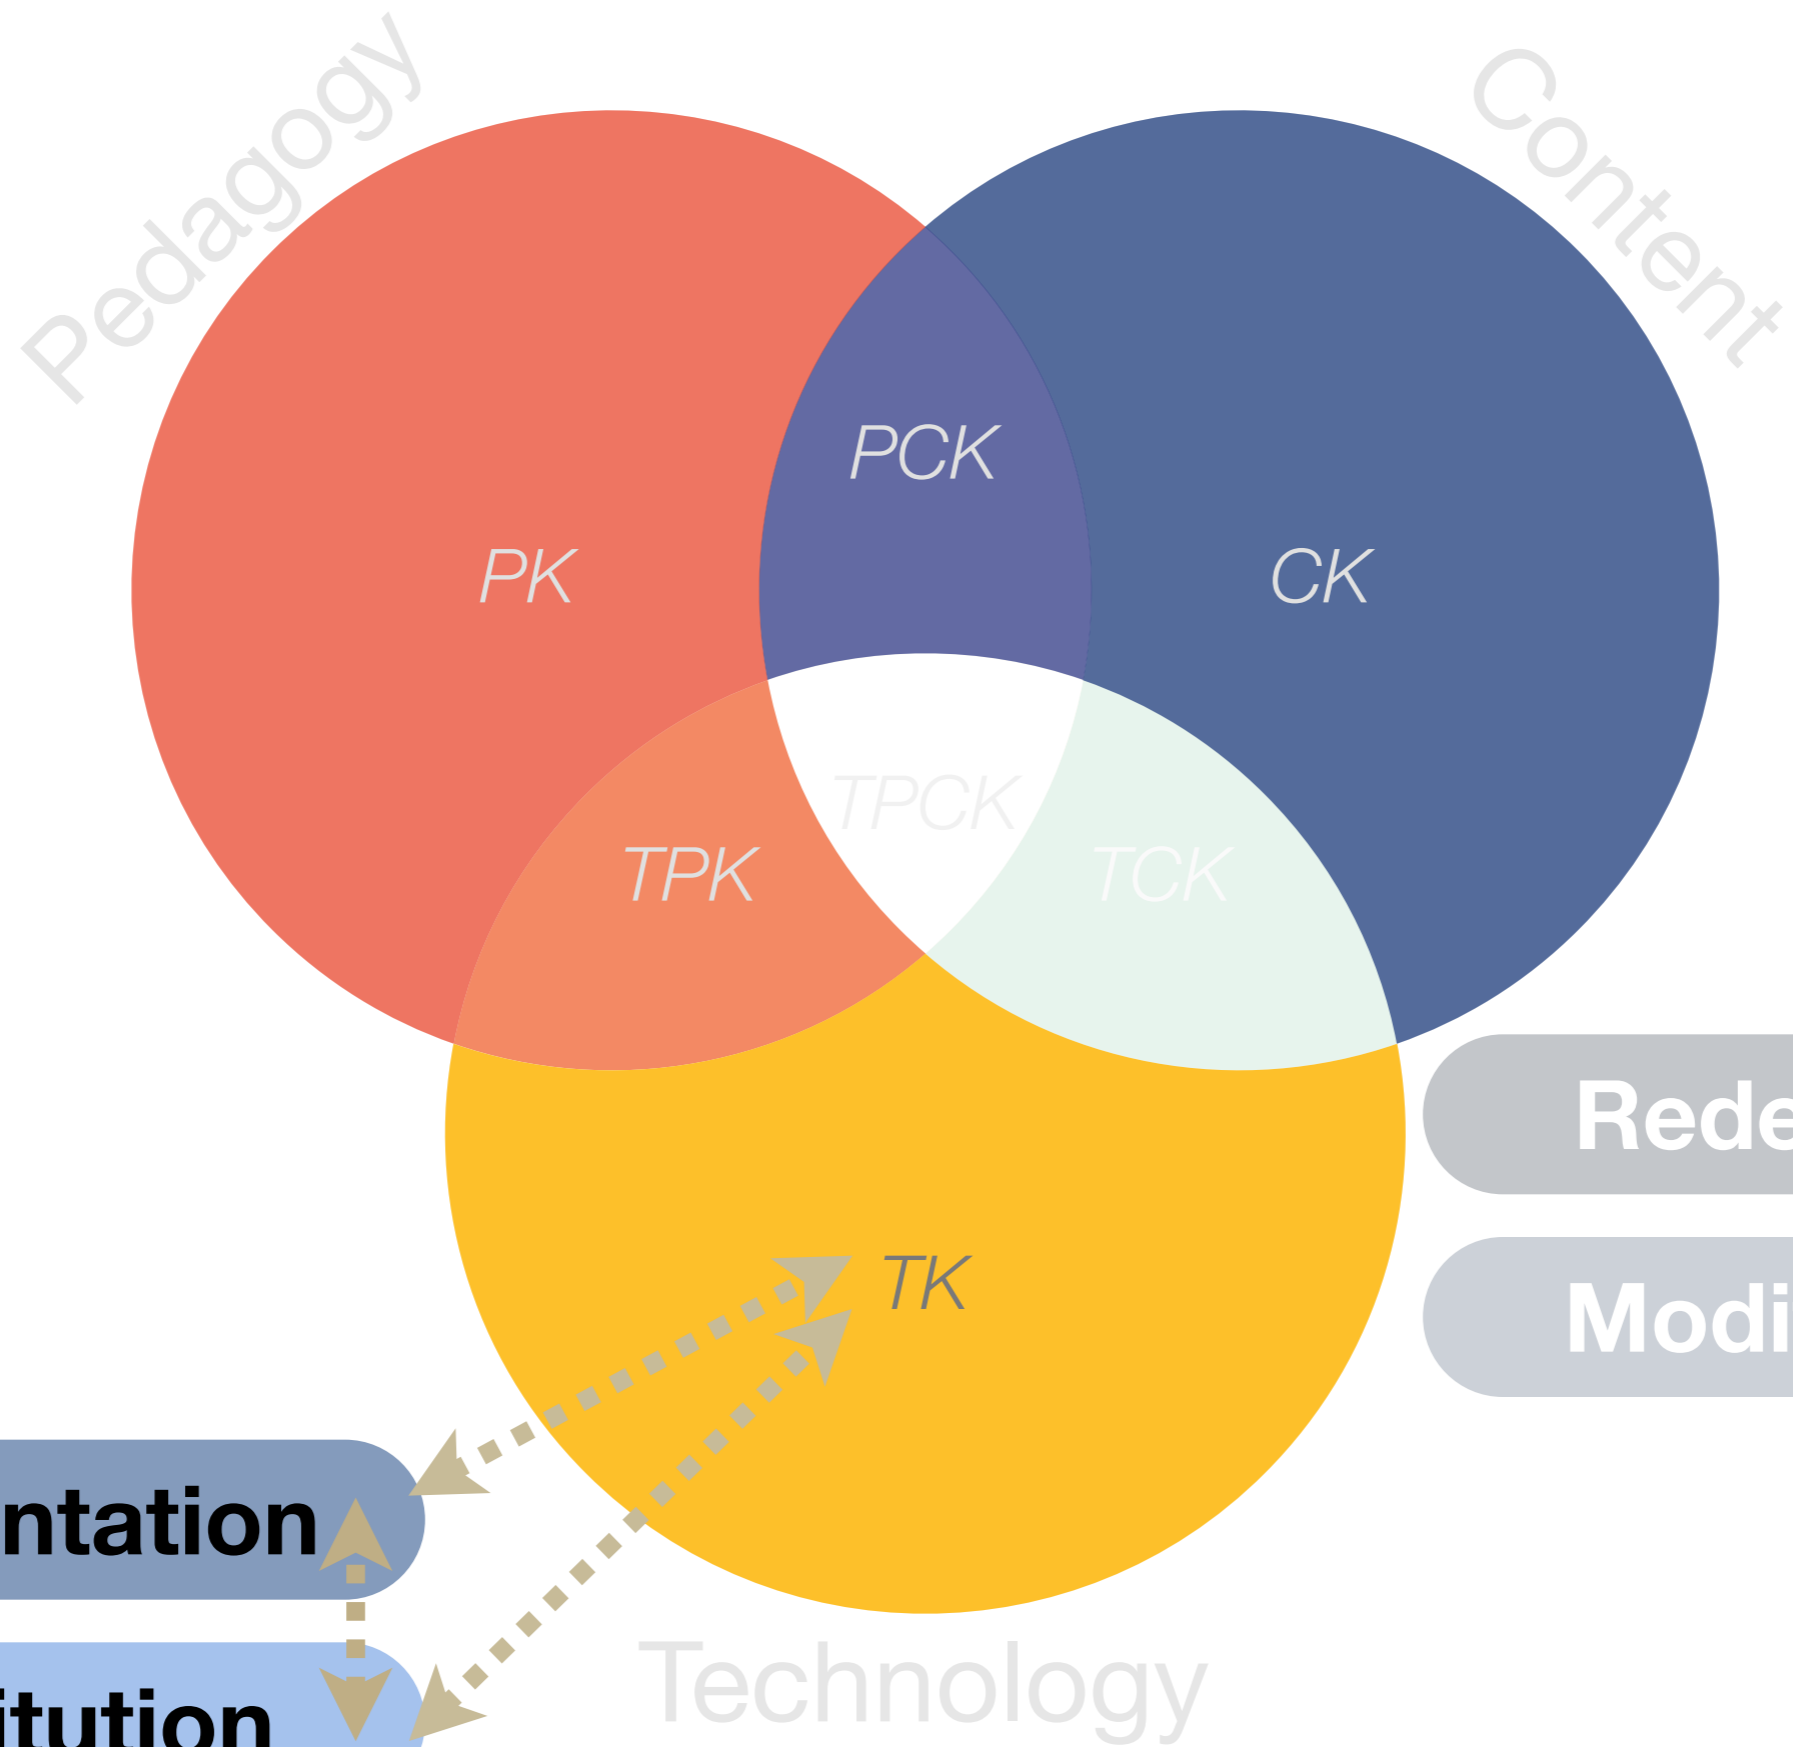 Pedagogy
Content
PCK
PK
CK
TPCK
TPK
TCK
Rede
TK
Modi
ntation
Technology
itution